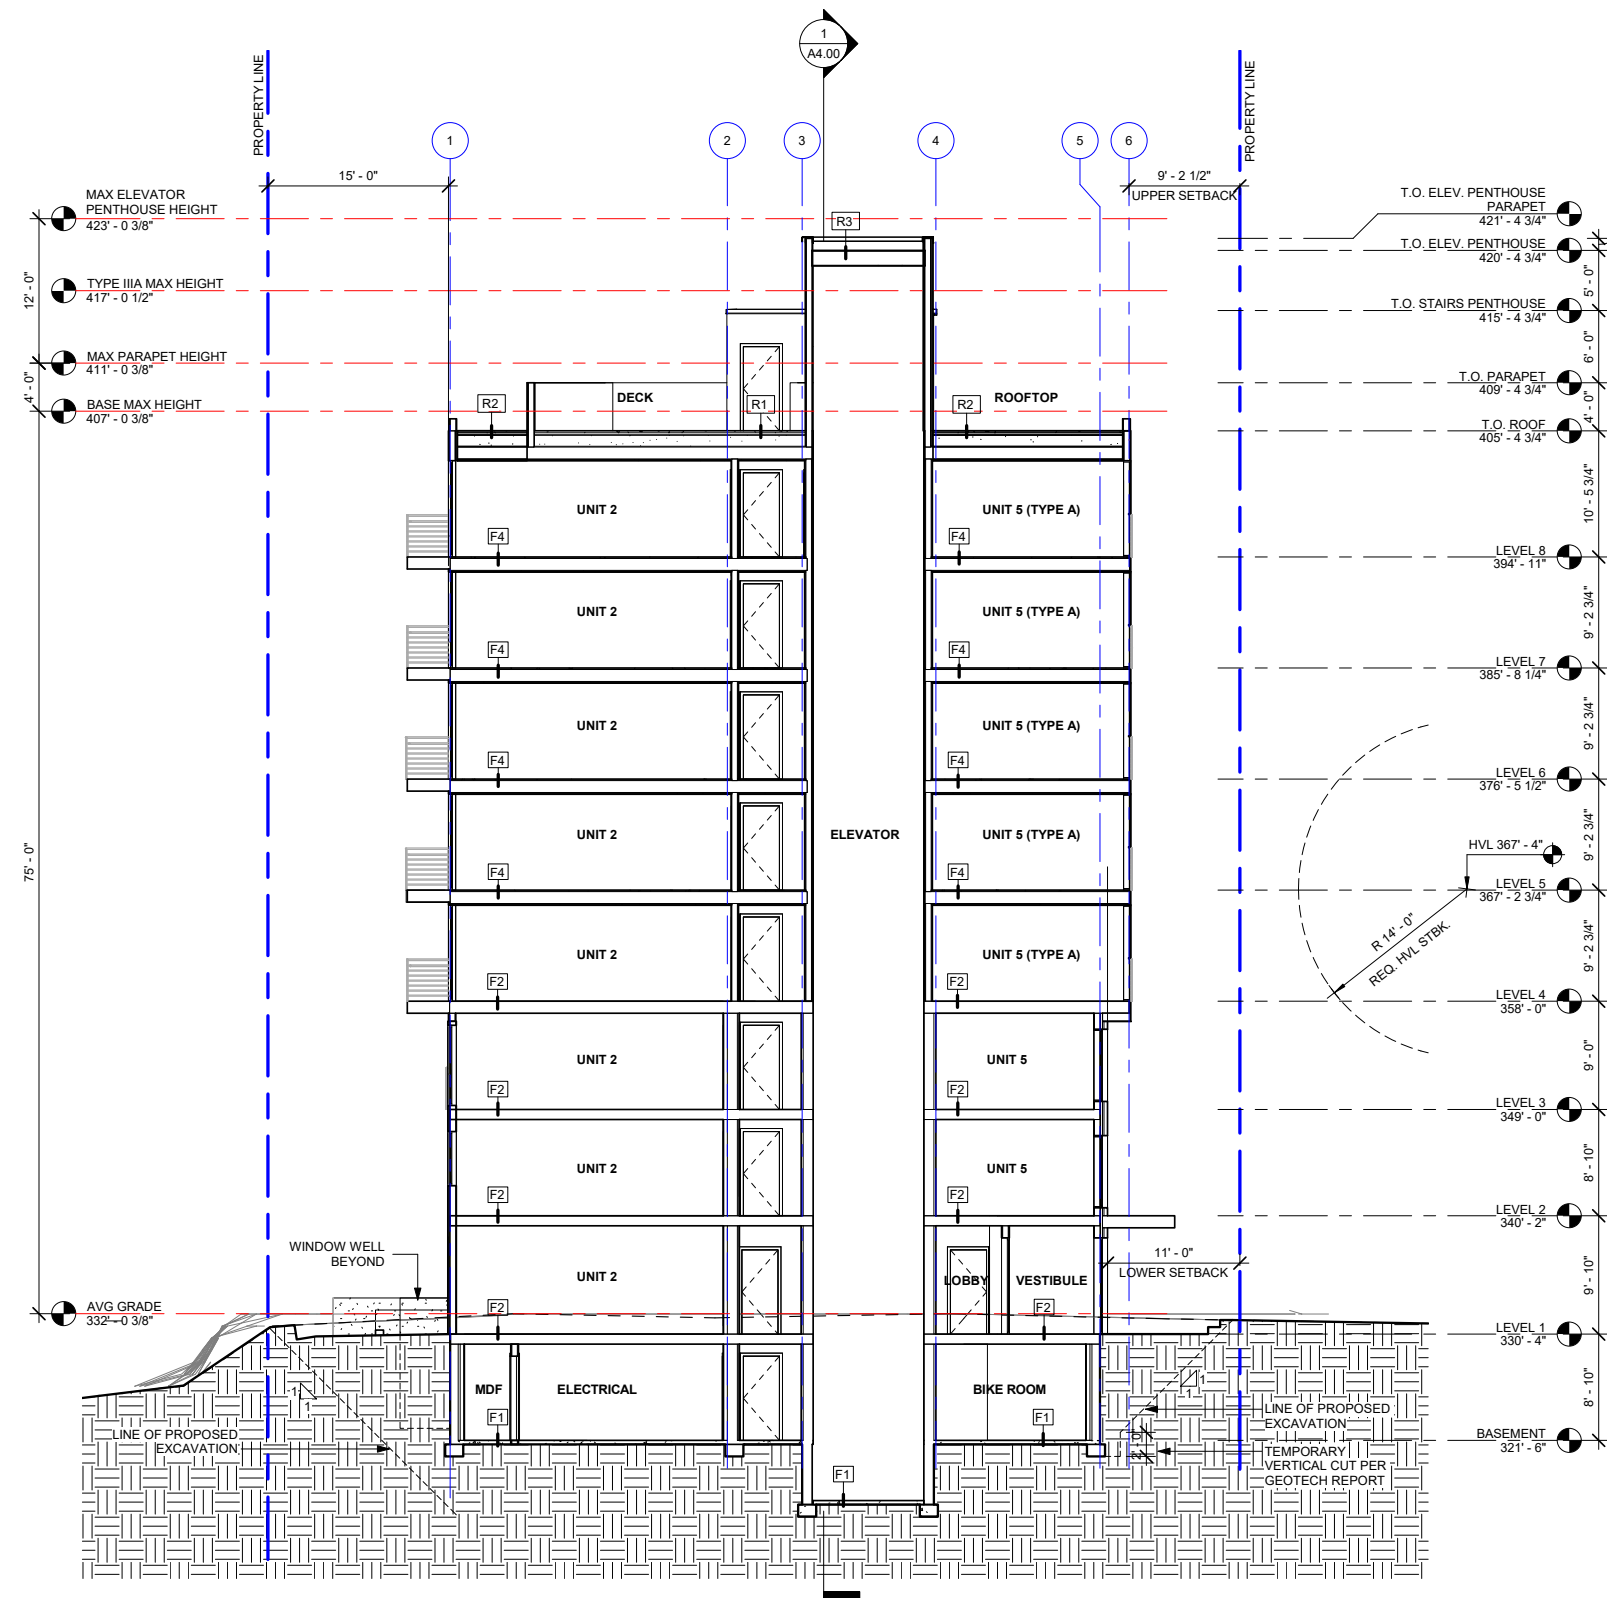 1
A4.00
PROPERTY LINE
PROPERTY LINE
1
2
3
4
5
6
15' - 0"
9' - 2 1/2"
UPPER SETBACK
MAX ELEVATOR
PENTHOUSE HEIGHT
423' - 0 3/8"
TYPE IIIA MAX HEIGHT
417' - 0 1/2"
MAX PARAPET HEIGHT
411' - 0 3/8"
BASE MAX HEIGHT
407' - 0 3/8"
12' - 0"
4' - 0"
75' - 0"
AVG GRADE
332' - 0 3/8"
T.O. ELEV. PENTHOUSE
PARAPET
421' - 4 3/4"
T.O. ELEV. PENTHOUSE
420' - 4 3/4"
5' - 0"
T.O. STAIRS PENTHOUSE
415' - 4 3/4"
6' - 0"
T.O. PARAPET
409' - 4 3/4"
4' - 0"
T.O. ROOF
405' - 4 3/4"
10' - 5 3/4"
LEVEL 8
394' - 11"
9' - 2 3/4"
LEVEL 7
385' - 8 1/4"
9' - 2 3/4"
LEVEL 6
376' - 5 1/2"
9' - 2 3/4"
HVL 367' - 4"
LEVEL 5
367' - 2 3/4"
R 14' - 0"
REQ. HVL STBK.
9' - 2 3/4"
LEVEL 4
358' - 0"
9' - 0"
LEVEL 3
349' - 0"
8' - 10"
LEVEL 2
340' - 2"
9' - 10"
LEVEL 1
330' - 4"
8' - 10"
BASEMENT
321' - 6"
R3
DECK
ROOFTOP
R2
R1
R2
UNIT 2
UNIT 5 (TYPE A)
F4
F4
UNIT 2
UNIT 5 (TYPE A)
F4
F4
UNIT 2
UNIT 5 (TYPE A)
F4
F4
UNIT 2
ELEVATOR
UNIT 5 (TYPE A)
F4
F4
UNIT 2
UNIT 5 (TYPE A)
F2
F2
UNIT 2
UNIT 5
F2
F2
UNIT 2
UNIT 5
F2
F2
WINDOW WELL
BEYOND
UNIT 2
LOBBY
VESTIBULE
11' - 0"
LOWER SETBACK
F2
F2
MDF
ELECTRICAL
BIKE ROOM
F1
F1
F1
1
1
1
1
LINE OF PROPOSED
EXCAVATION
LINE OF PROPOSED
EXCAVATION
2' - 0"
TEMPORARY
VERTICAL CUT PER
GEOTECH REPORT